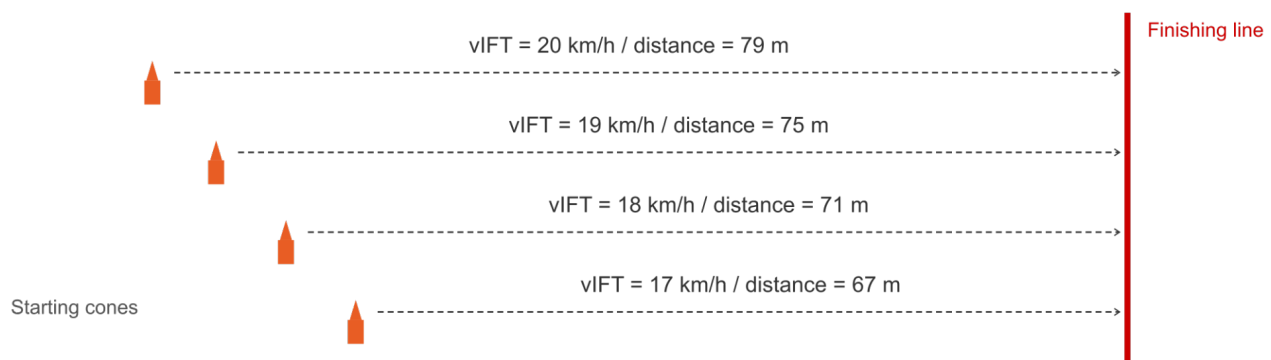 Finishing line
vIFT = 20 km/h / distance = 79 m
vIFT = 19 km/h / distance = 75 m
vIFT = 18 km/h / distance = 71 m
vIFT = 17 km/h / distance = 67 m
Starting cones